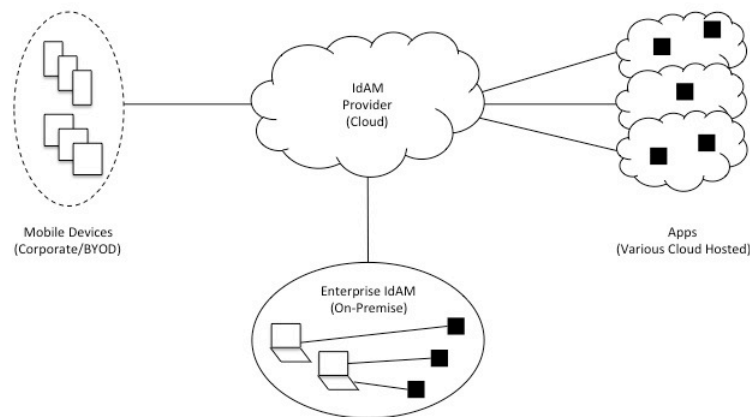 IdAM
Provider
(Cloud)
Mobile Devices
(Corporate/BYOD)
Apps
(Various Cloud Hosted)
Enterprise IdAM
(On-Premise)